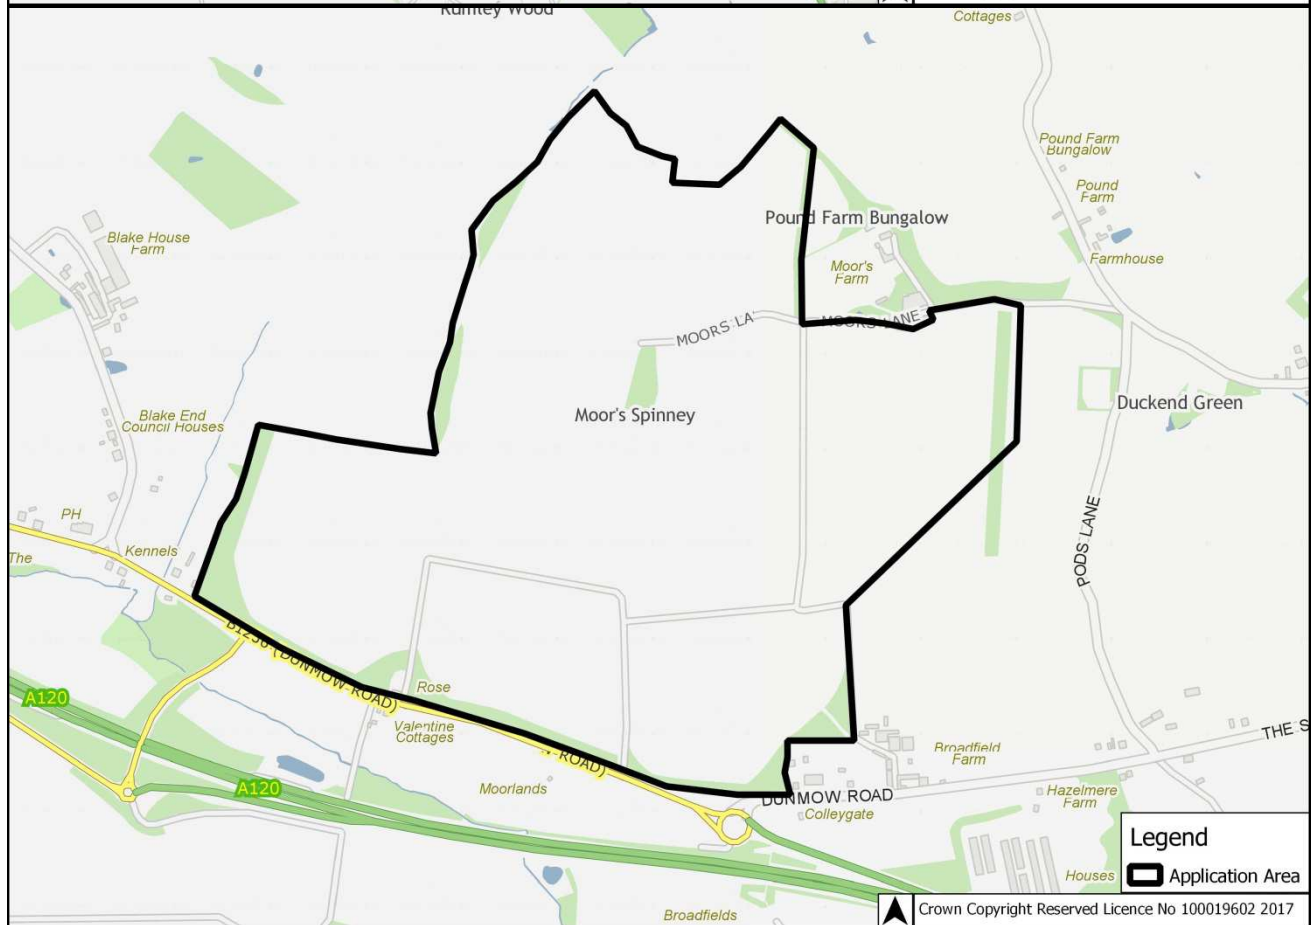 Rumley Wood
Cottages
Pound Farm
Bungalow
Pound
Farm
Pound Farm Bungalow
Blake House
Farm
Moor's
Farm
Farmhouse
MOORS LA
MOORS LANE
Duckend Green
Moor's Spinney
Blake End
Council Houses
PH
Kennels
The
PODS LANE
B1256 (DUNMOW ROAD)
Rose
Valentine
Cottages
A120
THE S
ROAD)
Broadfield
Farm
A120
Moorlands
DUNMOW ROAD
Colleygate
Hazelmere
Farm
Legend
Application Area
Houses
Broadfields
Crown Copyright Reserved Licence No 100019602 2017